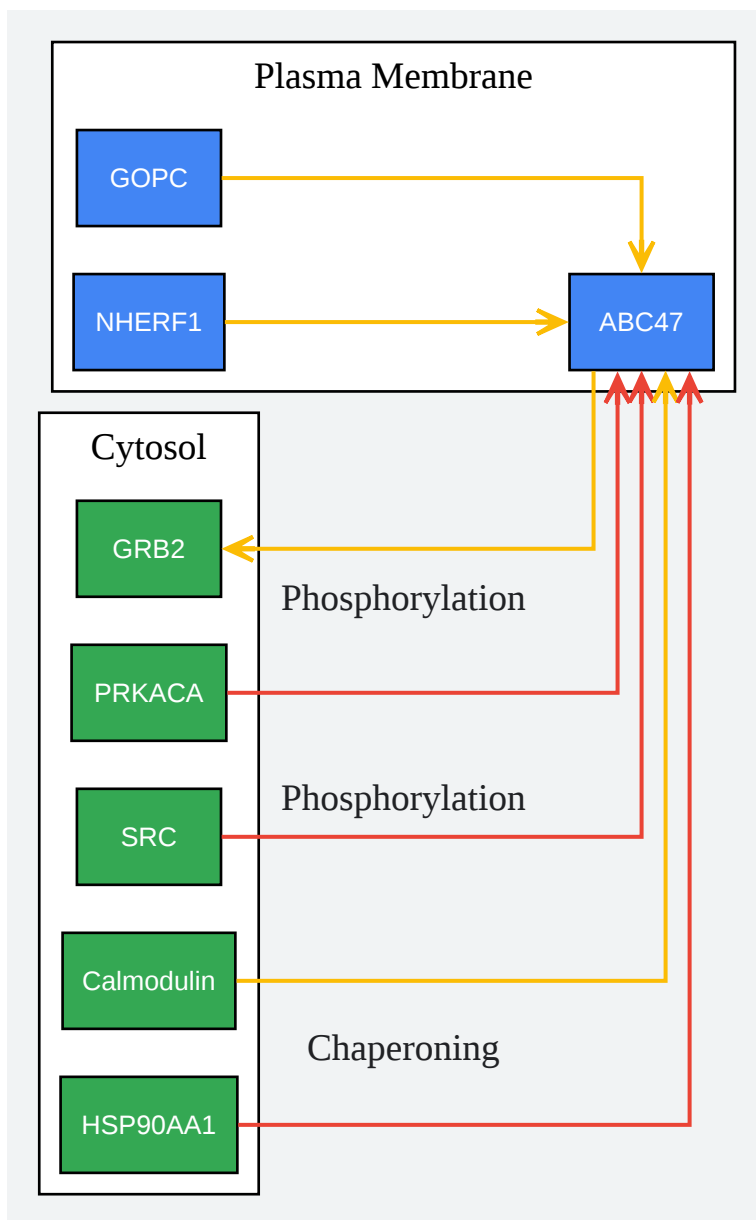 Plasma Membrane
GOPC
NHERF1
ABC47
Cytosol
GRB2
Phosphorylation
PRKACA
Phosphorylation
SRC
Calmodulin
Chaperoning
HSP90AA1